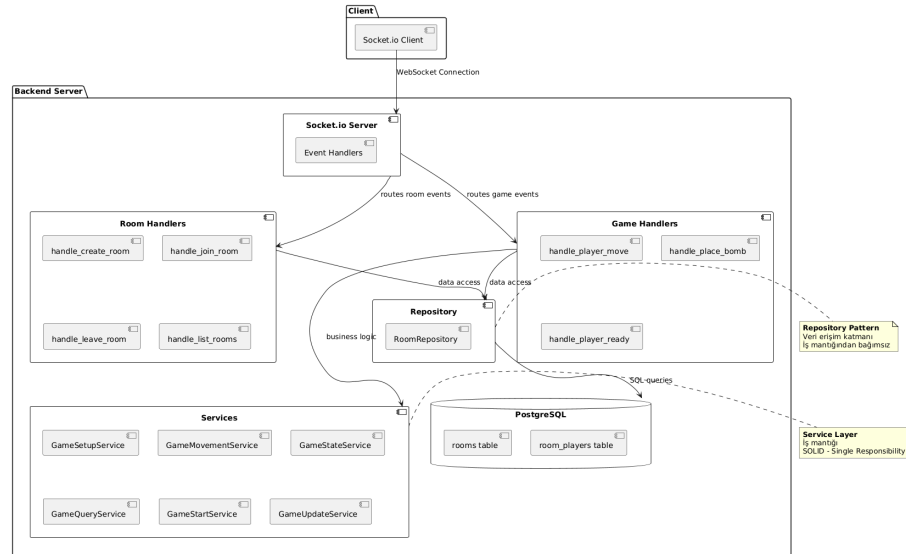 Client
Socket.io Client
WebSocket Connection
Backend Server
Socket.io Server
Event Handlers
routes room events
routes game events
Room Handlers
handle_create_room
handle_join_room
handle_leave_room
handle_list_rooms
Game Handlers
handle_player_move
handle_place_bomb
handle_player_ready
data access
data access
business logic
Repository
RoomRepository
Repository Pattern
Veri erişim katmanı
İş mantığından bağımsız
SQL queries
Services
GameSetupService
GameMovementService
GameStateService
GameQueryService
GameStartService
GameUpdateService
PostgreSQL
rooms table
room_players table
Service Layer
İş mantığı
SOLID - Single Responsibility